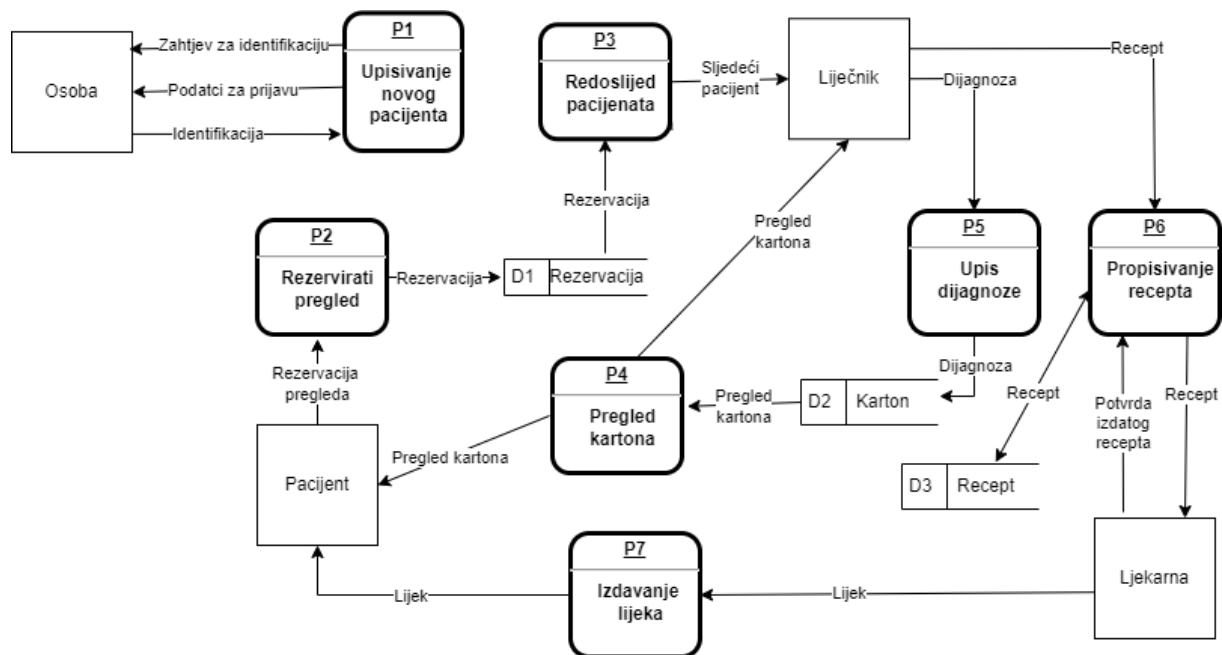 P1
Upisivanje
novog
pacijenta
Osoba
Zahtjev za identifikaciju
Podatci za prijavu
Identifikacija
P3
Redoslijed
pacijenata
Sljedeći
pacijent
Liječnik
Recept
Dijagnoza
Rezervacija
Pregled
kartona
P2
Rezervirati
pregled
Rezervacija
D1
Rezervacija
P5
Upis
dijagnoze
P6
Propisivanje
recepta
Rezervacija
pregleda
P4
Pregled
kartona
Pregled
kartona
D2
Karton
Dijagnoza
Recept
Potvrda
izdatog
recepta
Recept
Pregled kartona
Pacijent
D3
Recept
P7
Izdavanje
lijeka
Lijek
Lijek
Ljekarna